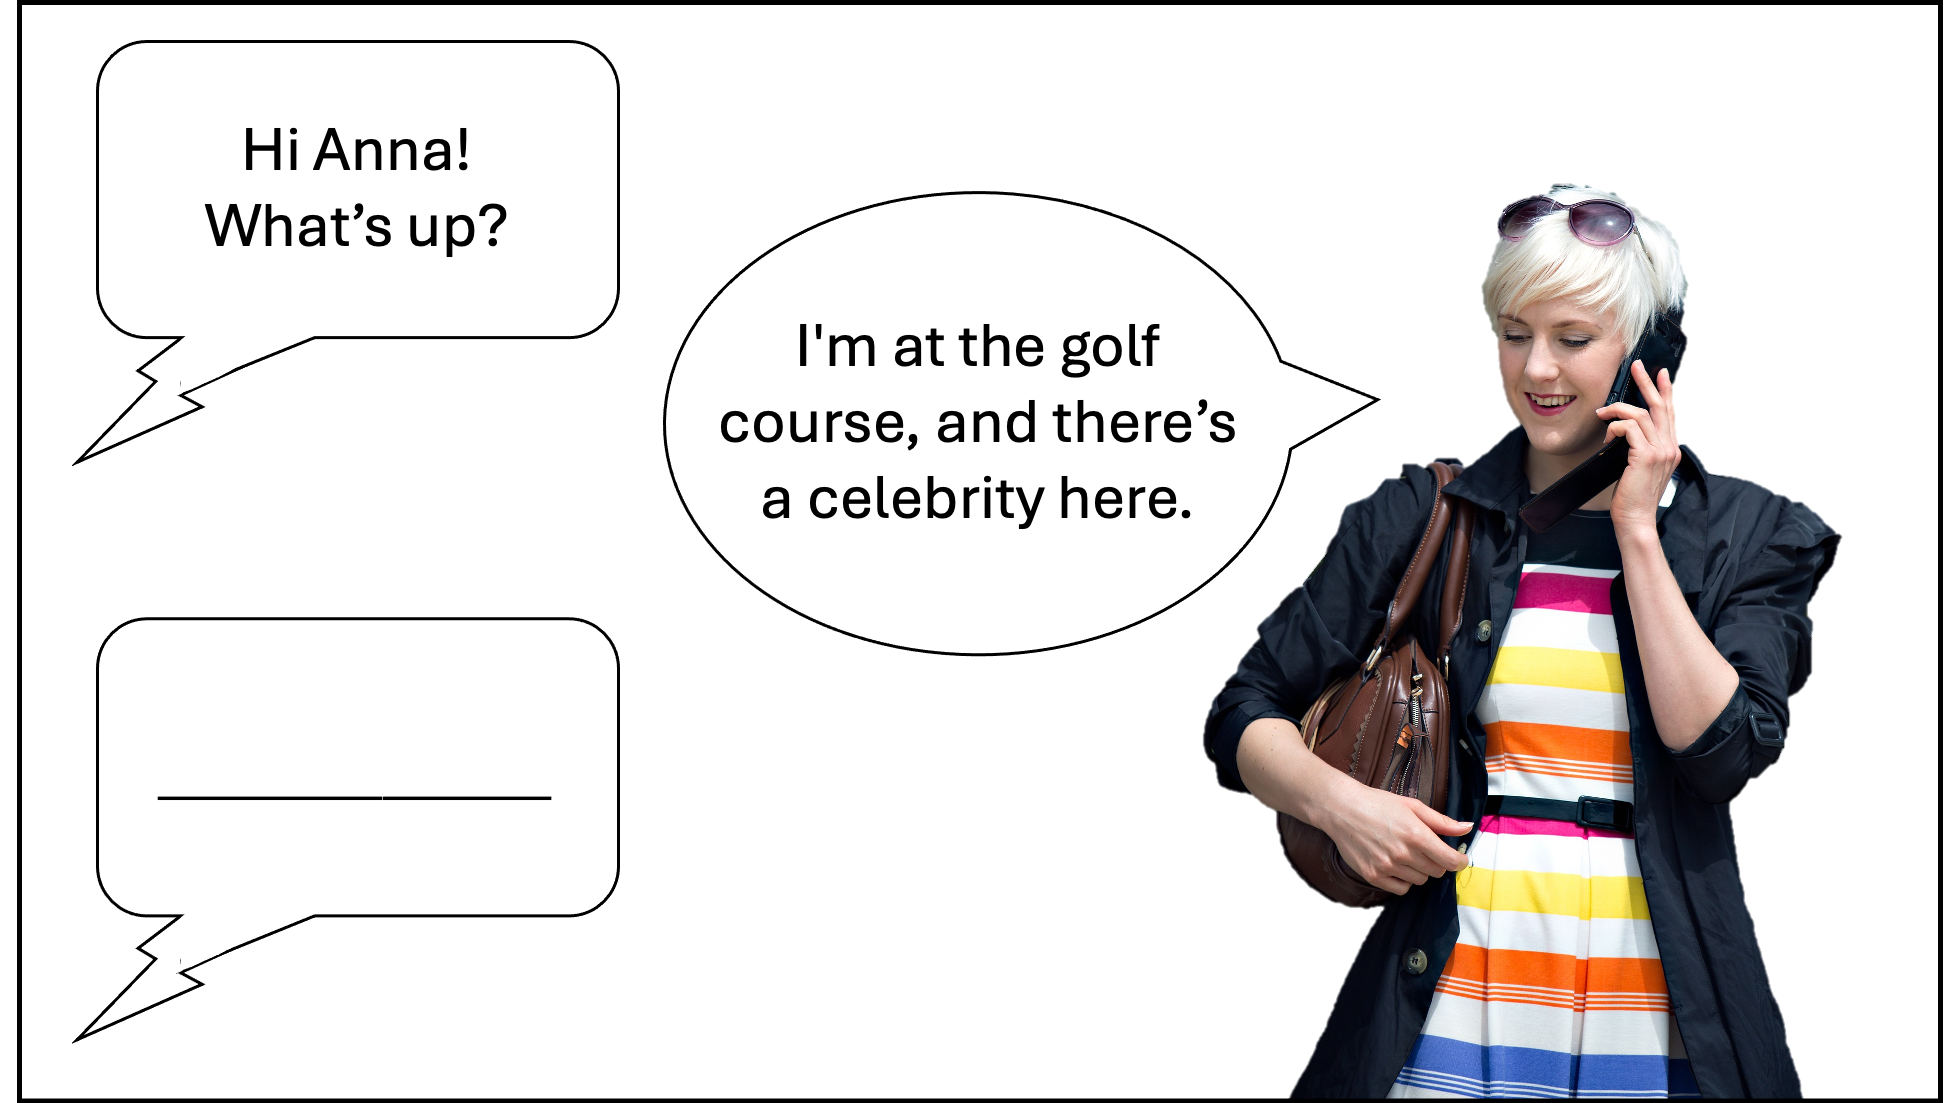 Hi Anna!
What’s up?
I'm at the golf
course, and there’s
a celebrity here.